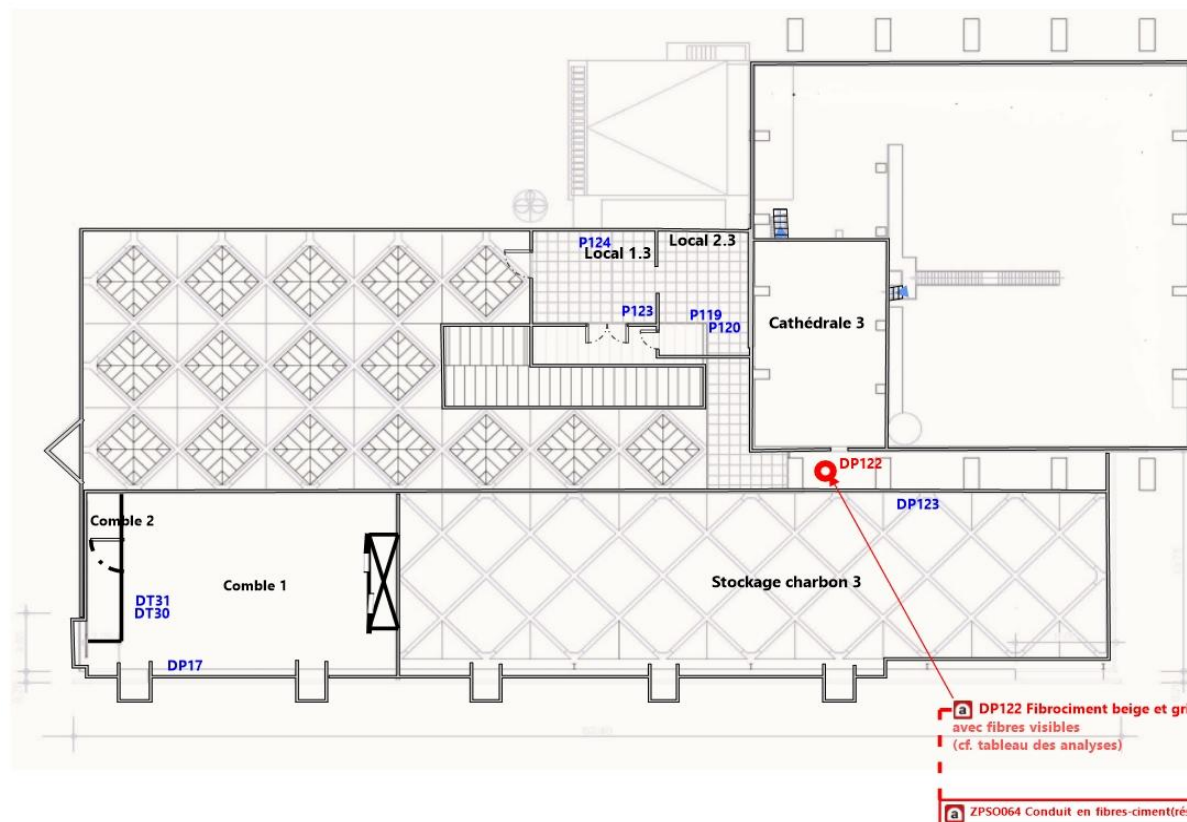 P124
Local 1.3
Local 2.3
P123
P119
P120
Cathédrale 3
DP122
DP123
Comble 2
Comble 1
Stockage charbon 3
DT31
DT30
DP17
a DP122 Fibrociment beige et gri
avec fibres visibles
(cf. tableau des analyses)
a ZPSO064 Conduit en fibres-ciment(rés